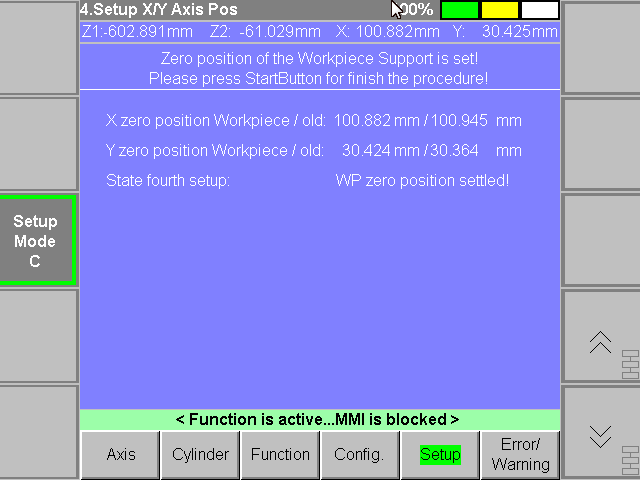 4.Setup X/Y Axis Pos 00%
Z1:-602.891mm Z2: -61.029mm X: 100.882mm Y: 30.425mm
Zero position of the Workpiece Support is set!
Please press StartButton for finish the procedure!
X zero position Workpiece / old: 100.882 mm / 100.945 mm
Y zero position Workpiece / old: 30.424 mm / 30.364 mm
State fourth setup: WP zero position settled!
Setup
Mode
C
< Function is active...MMI is blocked >
Axis Cylinder Function Config. Setup Error/
Warning